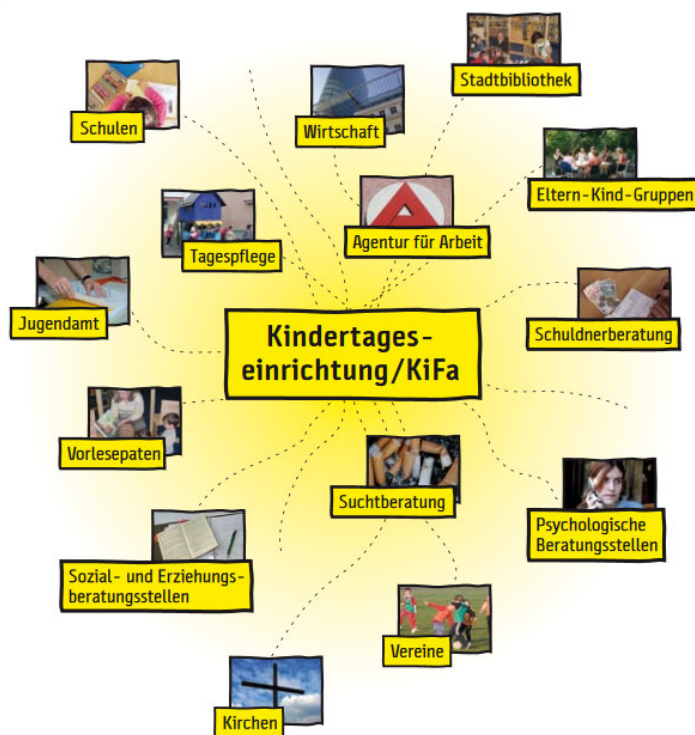 Stadtbibliothek
Schulen
Wirtschaft
Eltern-Kind-Gruppen
Tagespflege
Agentur für Arbeit
Jugendamt
Kindertages-
einrichtung/KiFa
Schuldnerberatung
Vorlesepaten
Suchtberatung
Psychologische
Beratungsstellen
Sozial- und Erziehungs-
beratungsstellen
Vereine
Kirchen